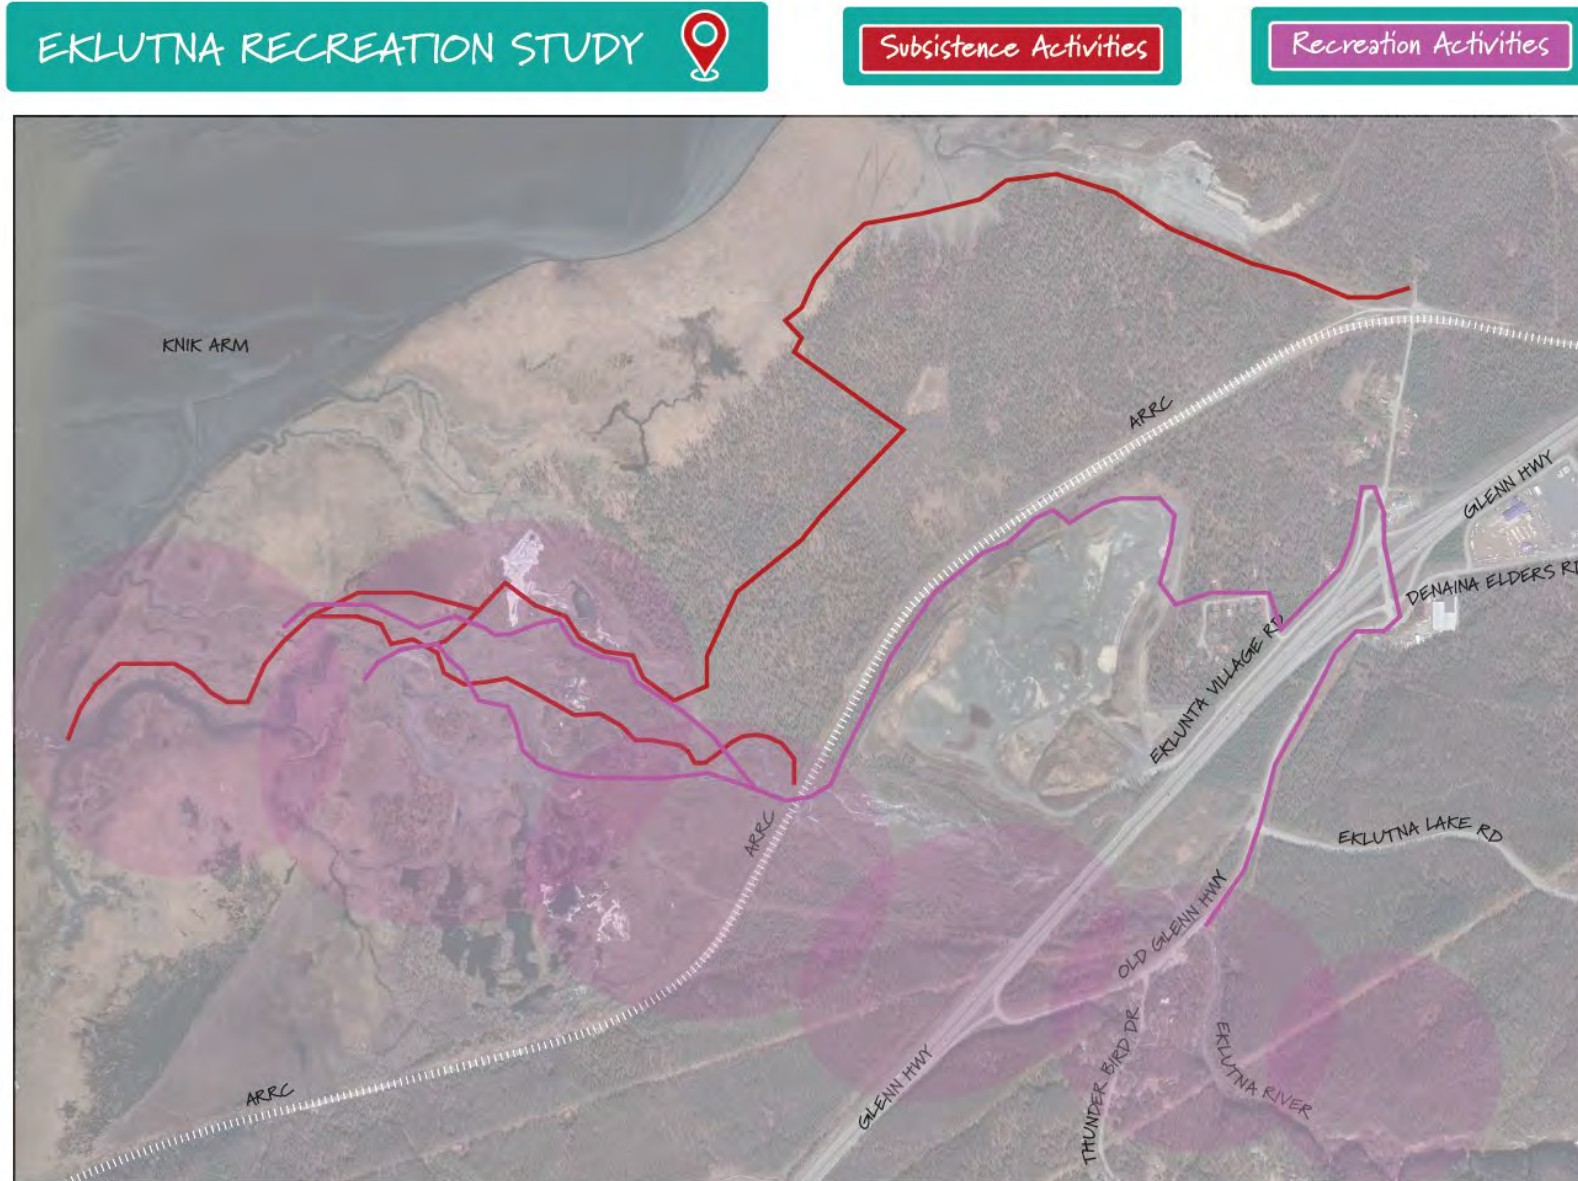 EKLUTNA RECREATION STUDY
Subsistence Activities
Recreation Activities
KNIK ARM
ARRC
GLENN HWY
DENAINA ELDERS RD
EKLUNTA VILLAGE RD
ARRC
EKLUTNA LAKE RD
OLD GLENN HWY
GLENN HWY
THUNDER BIRD DR
EKLUTNA RIVER
ARRC